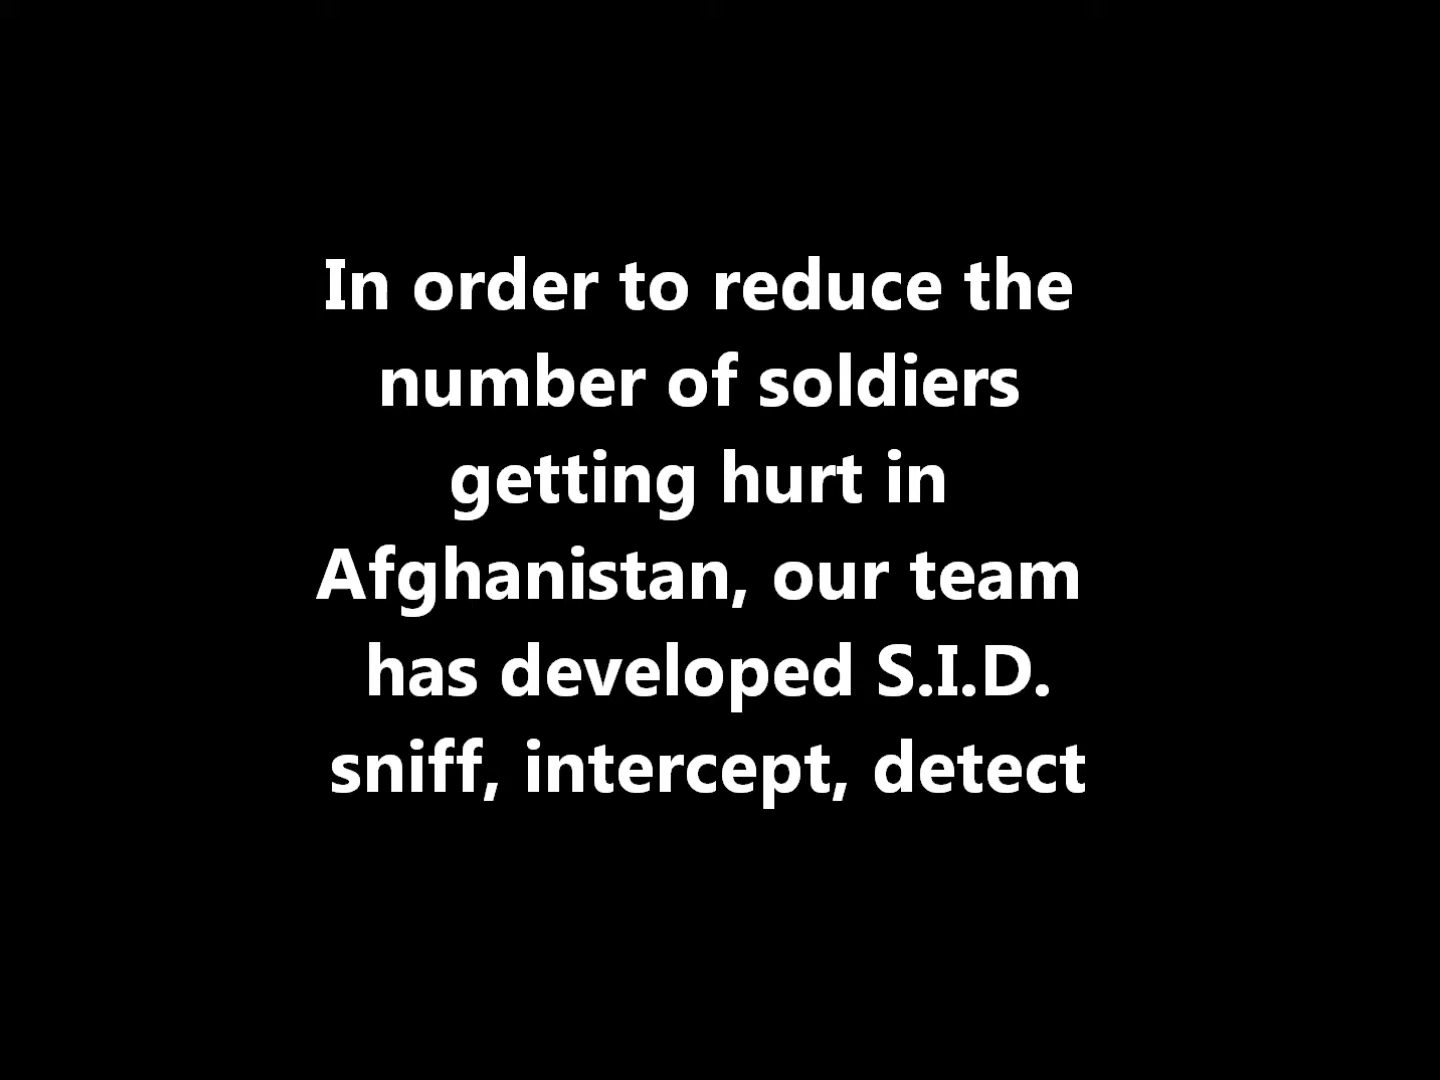 In order to reduce the
number of soldiers
getting hurt in
Afghanistan, our team
has developed S.I.D.
sniff, intercept, detect